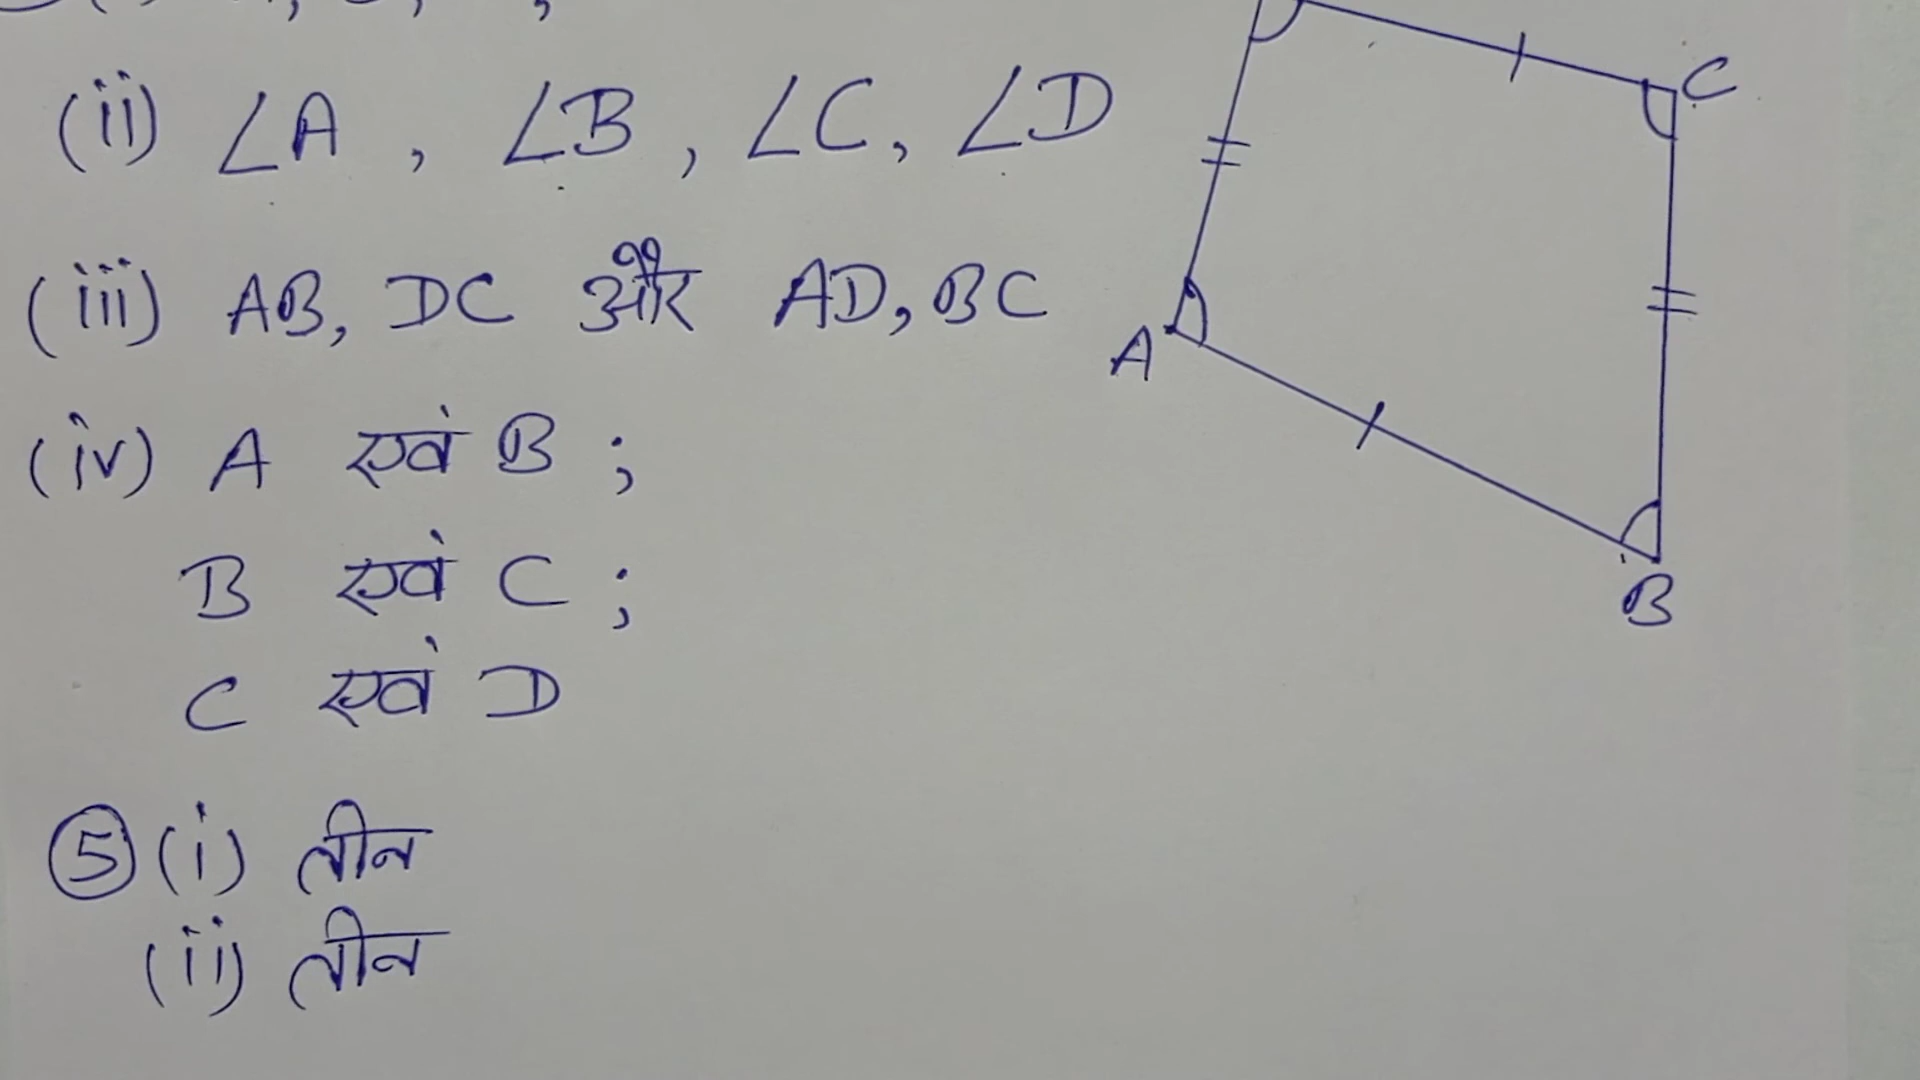 (ii) ∠A , ∠B , ∠C, ∠D
C
(iii) AB, DC और AD, BC
A
(iv) A एवं B ;
B एवं C ;
B
C एवं D
⑤ (i) तीन
(ii) तीन